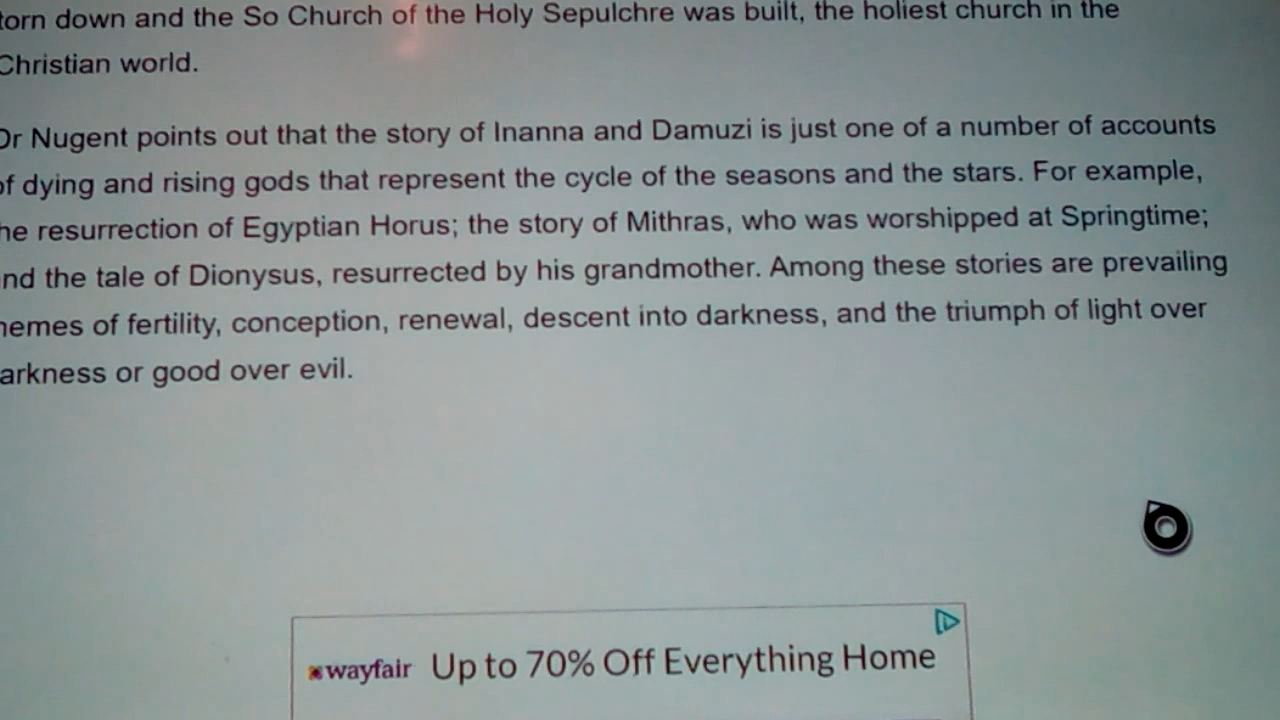 torn down and the So Church of the Holy Sepulchre was built, the holiest church in the
Christian world.
Dr Nugent points out that the story of Inanna and Damuzi is just one of a number of accounts
of dying and rising gods that represent the cycle of the seasons and the stars. For example,
he resurrection of Egyptian Horus; the story of Mithras, who was worshipped at Springtime;
nd the tale of Dionysus, resurrected by his grandmother. Among these stories are prevailing
hemes of fertility, conception, renewal, descent into darkness, and the triumph of light over
arkness or good over evil.
wayfair Up to 70% Off Everything Home